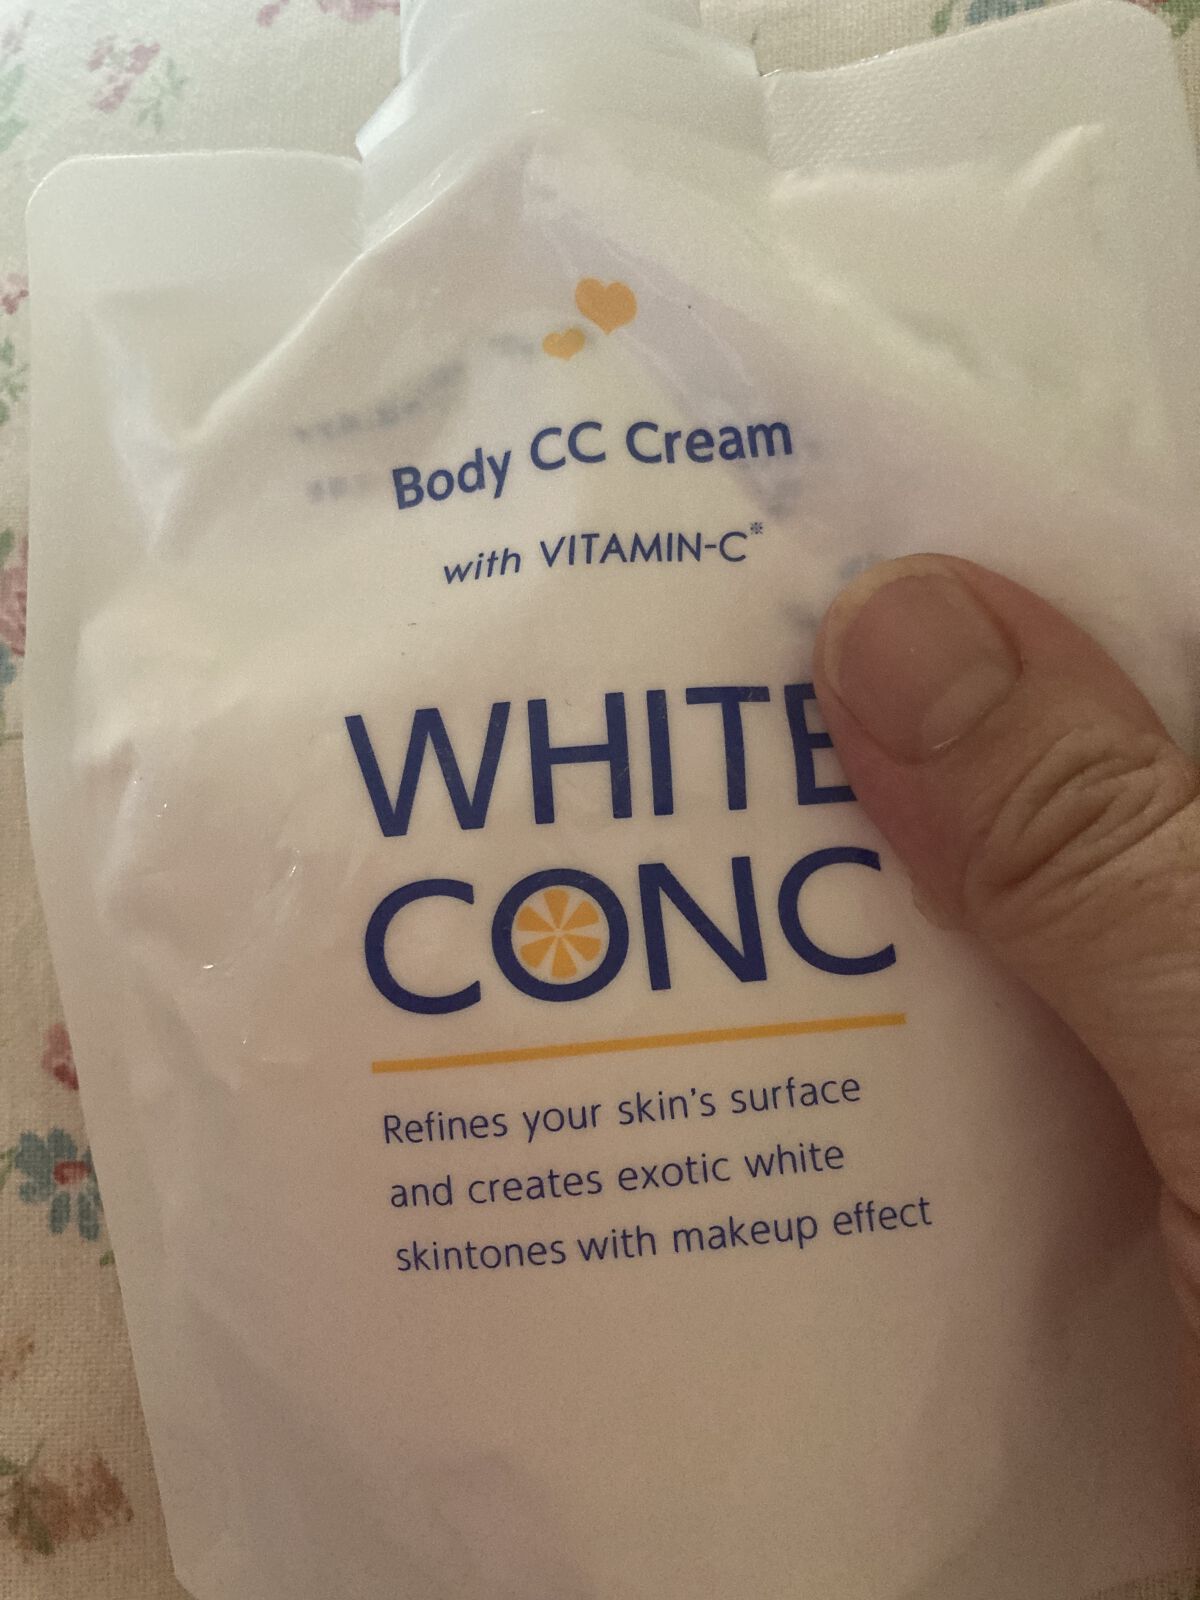 Body CC Cream
with VITAMIN-C※
WHITE
CONC
Refines your skin's surface
and creates exotic white
skintones with makeup effect